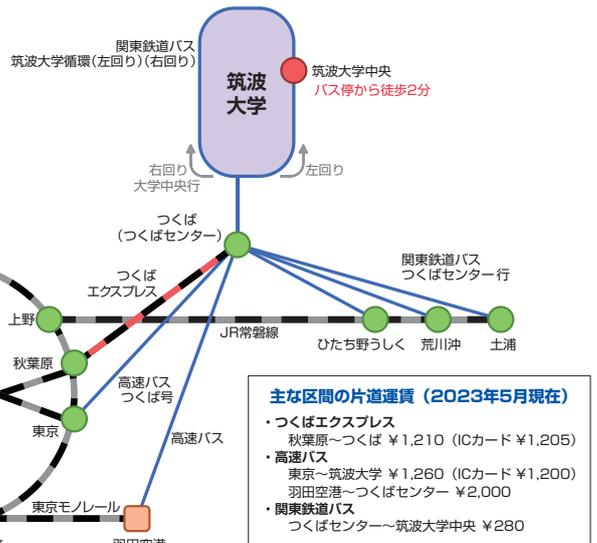 関東鉄道バス
筑波大学循環(左回り)(右回り)
筑波
大学
筑波大学中央
バス停から徒歩2分
右回り
大学中央行
左回り
つくば
(つくばセンター)
つくば
エクスプレス
関東鉄道バス
つくばセンター行
上野
JR常磐線
ひたち野うしく
荒川沖
土浦
秋葉原
高速バス
つくば号
東京
高速バス
東京モノレール
羽田空港
主な区間の片道運賃（2023年5月現在）
・つくばエクスプレス
秋葉原～つくば ￥1,210（ICカード ￥1,205）
・高速バス
東京～筑波大学 ￥1,260（ICカード ￥1,200）
羽田空港～つくばセンター ￥2,000
・関東鉄道バス
つくばセンター～筑波大学中央 ￥280